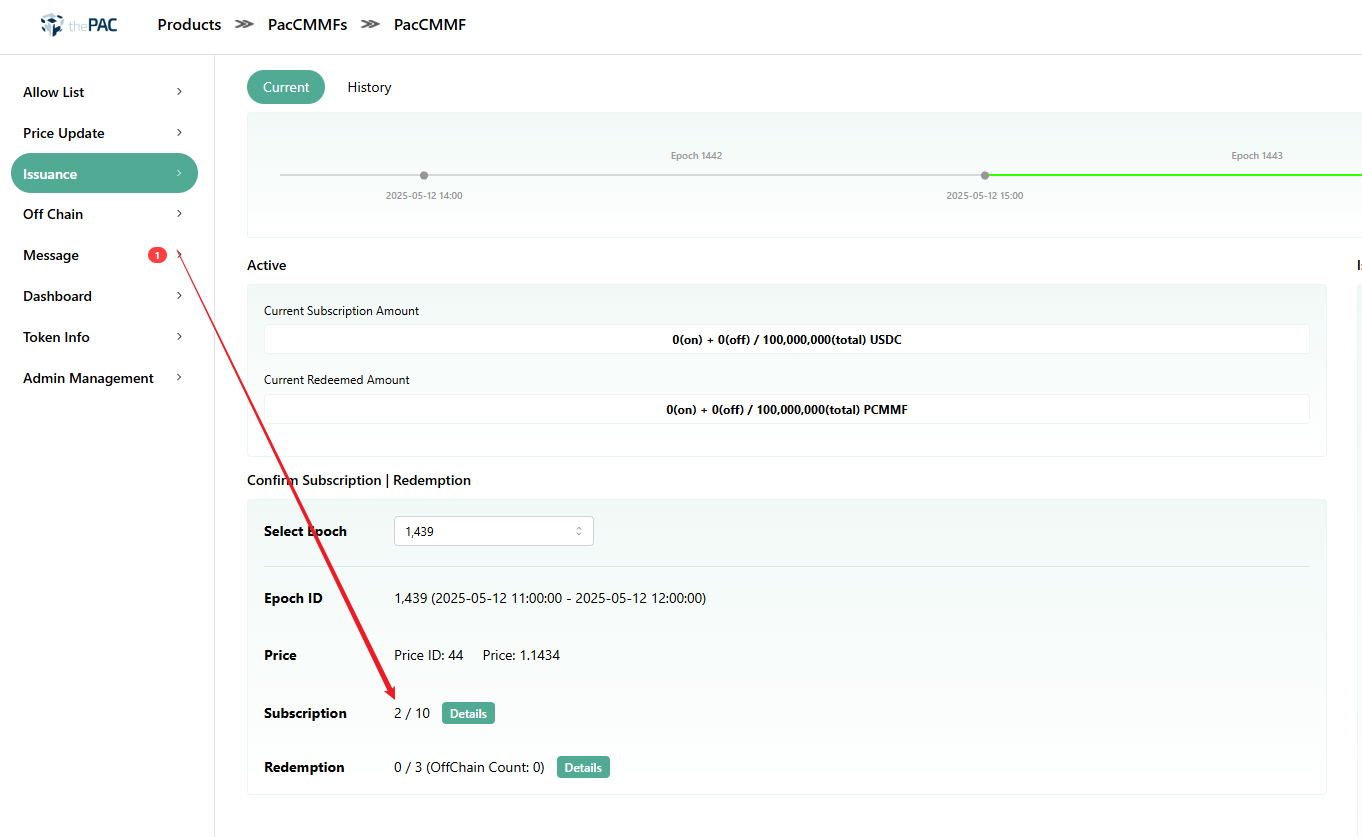 thePAC Products PacCMMFs PacCMMF
Allow List
Price Update
Issuance
Off Chain
Message 1
Dashboard
Token Info
Admin Management
Current History
Epoch 1442 Epoch 1443
2025-05-12 14:00 2025-05-12 15:00
Active
Current Subscription Amount
0(on) + 0(off) / 100,000,000(total) USDC
Current Redeemed Amount
0(on) + 0(off) / 100,000,000(total) PCMMF
Confirm Subscription | Redemption
Select Epoch 1,439
Epoch ID 1,439 (2025-05-12 11:00:00 - 2025-05-12 12:00:00)
Price Price ID: 44 Price: 1.1434
Subscription 2 / 10 Details
Redemption 0 / 3 (OffChain Count: 0) Details